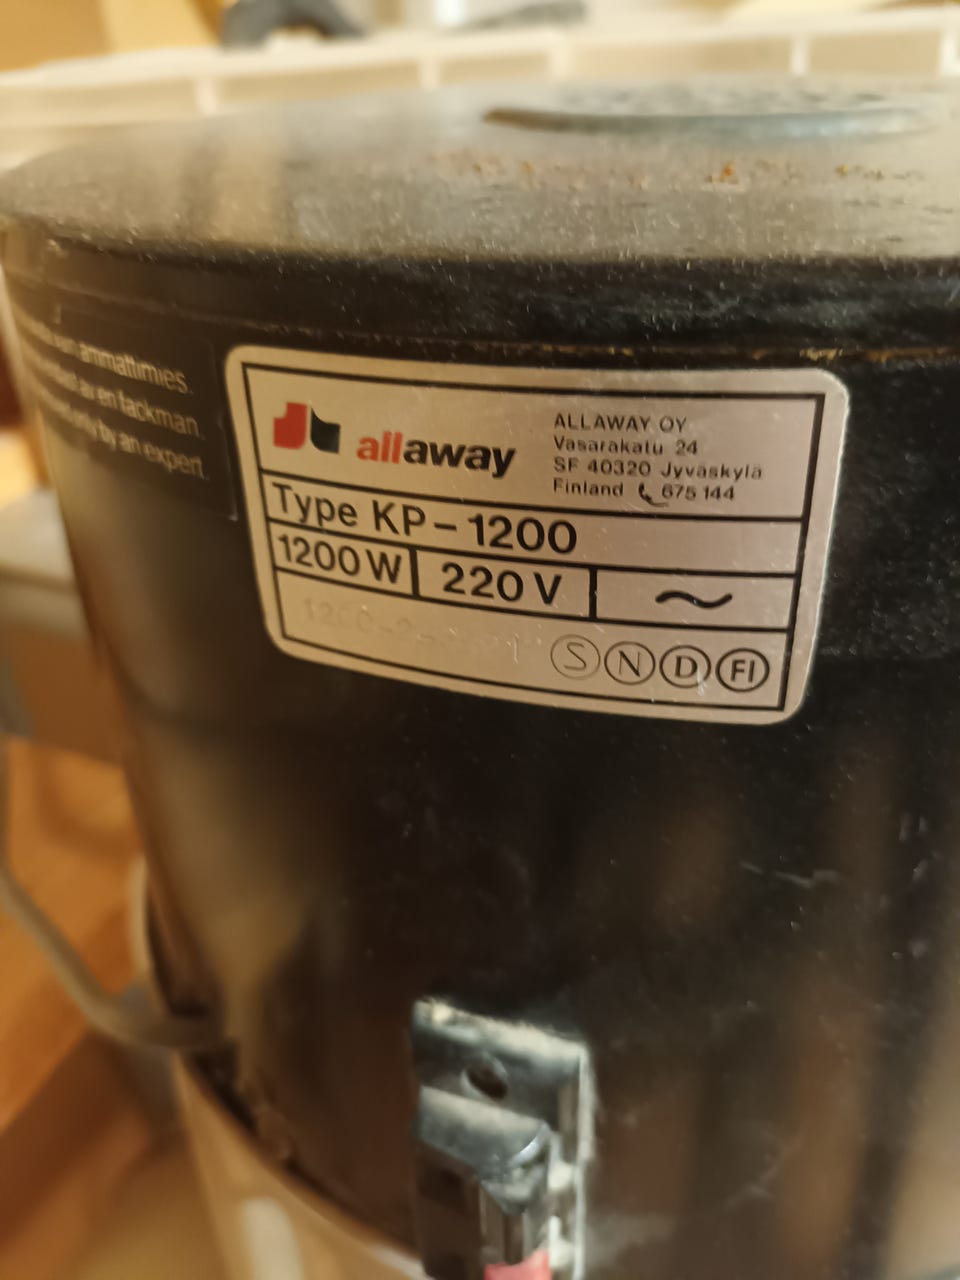 ammattimies.
av en fackman.
only by an expert.
allaway
ALLAWAY OY
Vasarakatu 24
SF 40320 Jyväskylä
Finland 675 144
Type KP-1200
1200 W 220 V ~
S N D FI